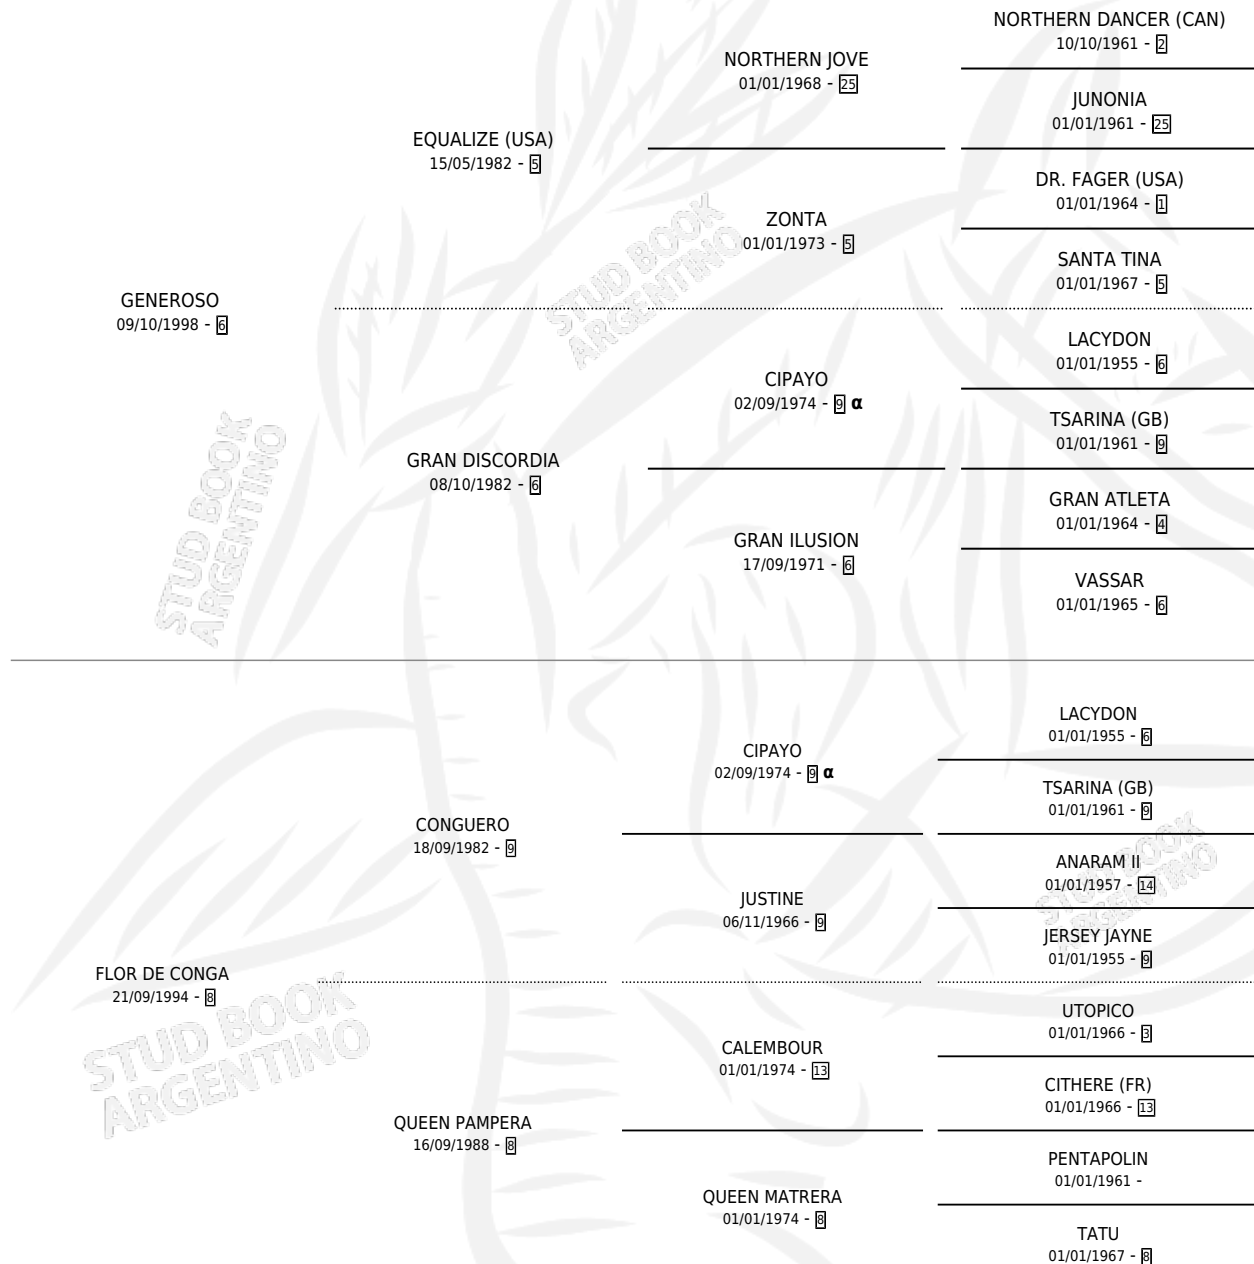 NORTHERN DANCER (CAN)
10/10/1961 - 2
NORTHERN JOVE
01/01/1968 - 25
JUNONIA
01/01/1961 - 25
EQUALIZE (USA)
15/05/1982 - 5
DR. FAGER (USA)
01/01/1964 - 1
ZONTA
01/01/1973 - 5
SANTA TINA
01/01/1967 - 5
STUD BOOK
ARGENTINO
GENEROSO
09/10/1998 - 6
LACYDON
01/01/1955 - 6
CIPAYO
02/09/1974 - 9 α
TSARINA (GB)
01/01/1961 - 9
STUD BOOK
ARGENTINO
GRAN DISCORDIA
08/10/1982 - 6
GRAN ATLETA
01/01/1964 - 4
GRAN ILUSION
17/09/1971 - 6
VASSAR
01/01/1965 - 6
LACYDON
01/01/1955 - 6
CIPAYO
02/09/1974 - 9 α
TSARINA (GB)
01/01/1961 - 9
CONGUERO
18/09/1982 - 9
STUD BOOK
ARGENTINO
ANARAM II
01/01/1957 - 14
JUSTINE
06/11/1966 - 9
JERSEY JAYNE
01/01/1955 - 9
FLOR DE CONGA
21/09/1994 - 8
STUD BOOK
ARGENTINO
UTOPICO
01/01/1966 - 3
CALEMBOUR
01/01/1974 - 13
CITHERE (FR)
01/01/1966 - 13
QUEEN PAMPERA
16/09/1988 - 8
PENTAPOLIN
01/01/1961 -
QUEEN MATRERA
01/01/1974 - 8
TATU
01/01/1967 - 8